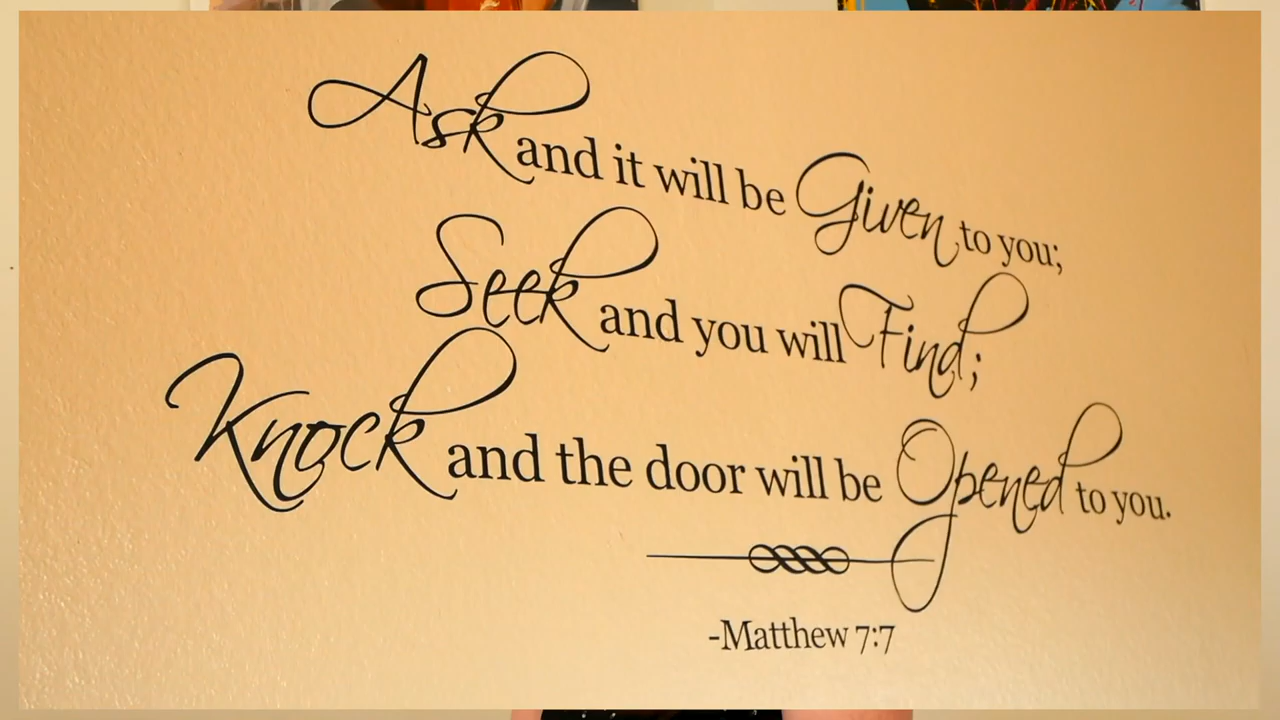 Ask and it will be Given to you;
Seek and you will Find;
Knock and the door will be Opened to you.
-Matthew 7:7